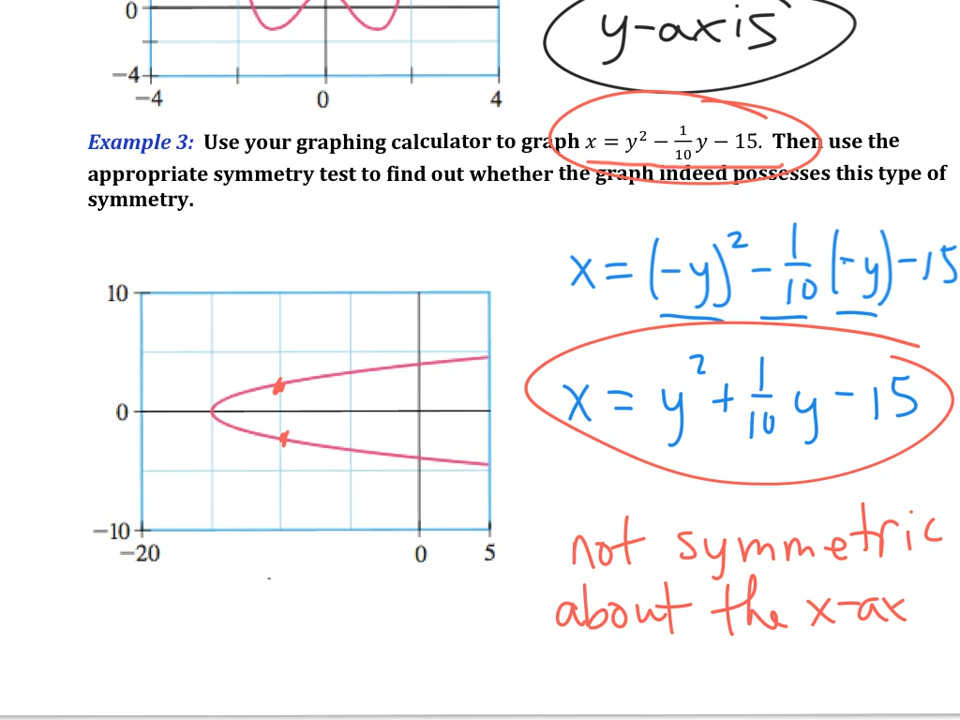 0
−4
−4 0 4
y-axis
Example 3: Use your graphing calculator to graph x = y² − 1/10 y − 15. Then use the
appropriate symmetry test to find out whether the graph indeed possesses this type of
symmetry.
x = (-y)² - 1/10 (-y) - 15
x = y² + 1/10 y - 15
10
0
−10
−20 0 5
not symmetric
about the x-ax